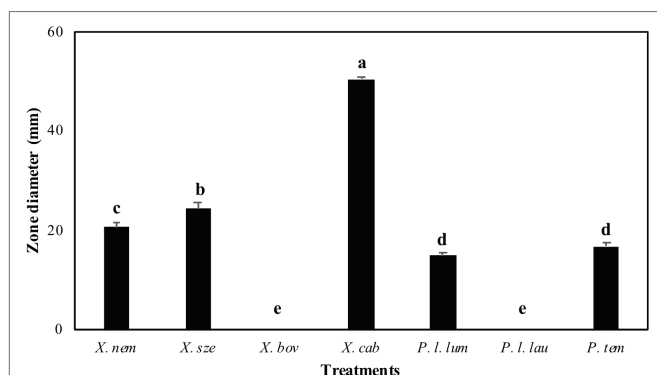 Zone diameter (mm)
60
40
20
0
c
b
e
a
d
e
d
X. nem X. sze X. bov X. cab P. l. lum P. l. lau P. tem
Treatments